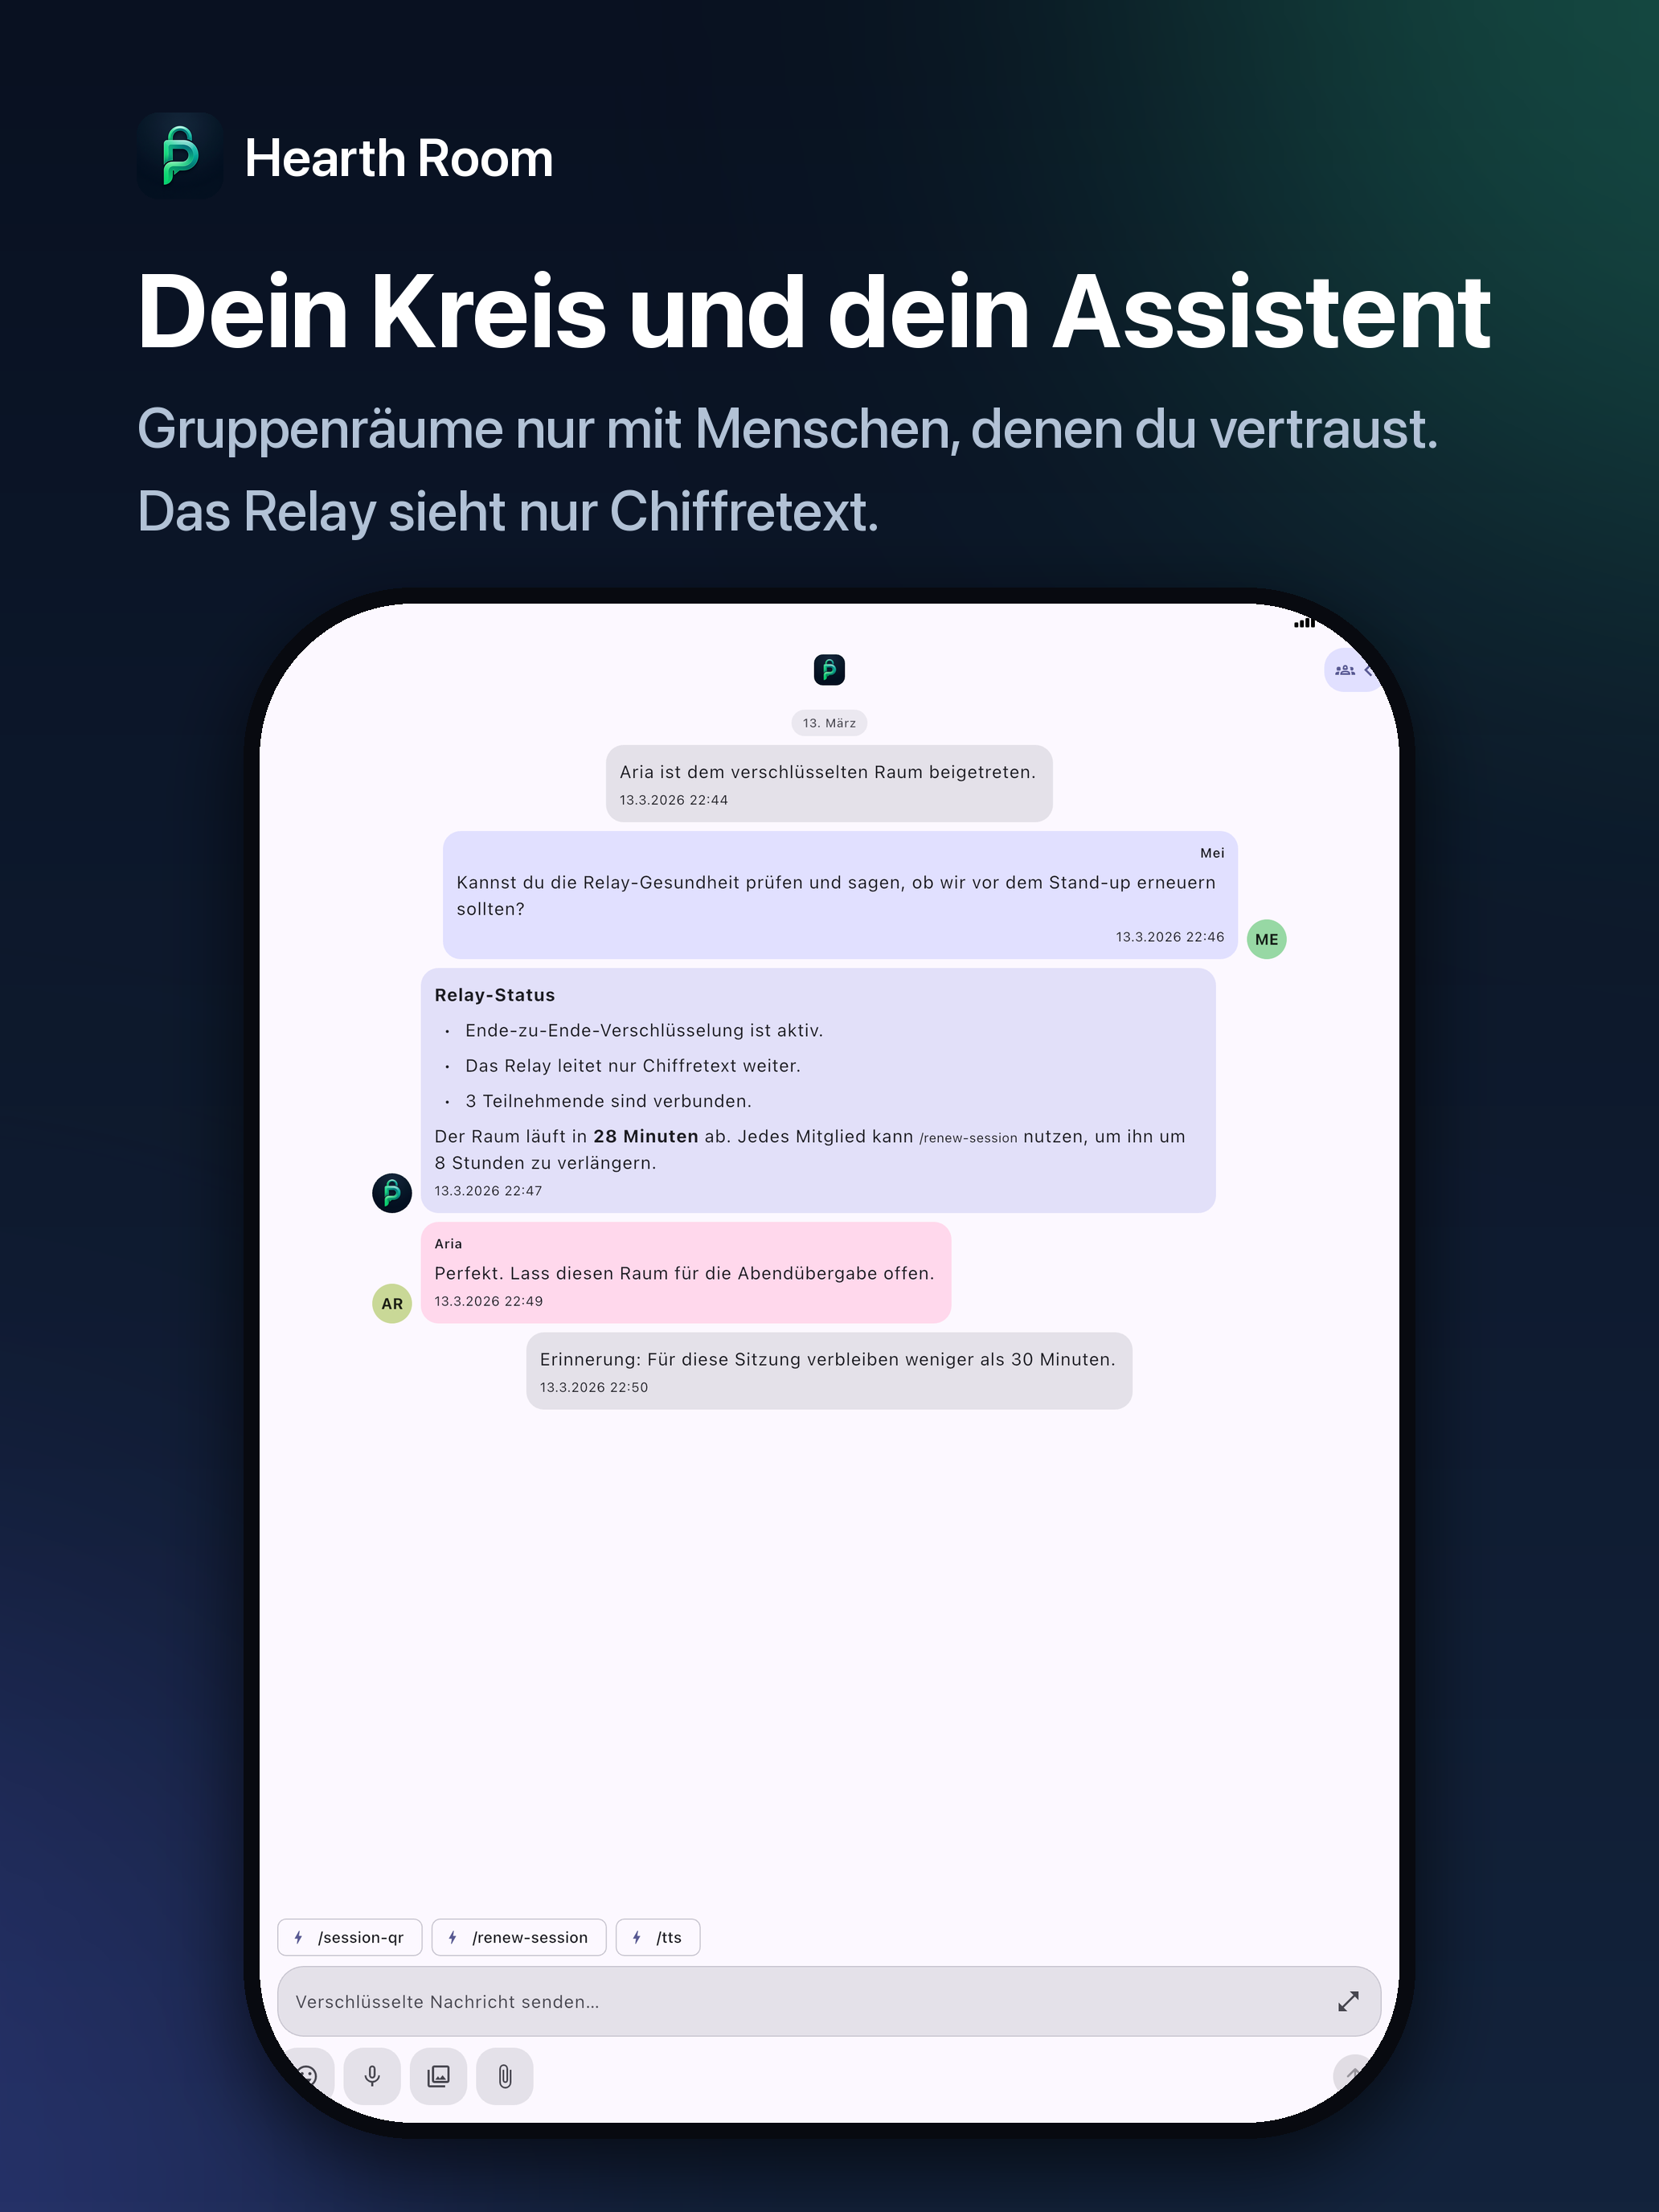 Hearth Room
Dein Kreis und dein Assistent
Gruppenräume nur mit Menschen, denen du vertraust.
Das Relay sieht nur Chiffretext.
13. März
Aria ist dem verschlüsselten Raum beigetreten.
13.3.2026 22:44
Mei
Kannst du die Relay-Gesundheit prüfen und sagen, ob wir vor dem Stand-up erneuern
sollten?
13.3.2026 22:46
ME
Relay-Status
• Ende-zu-Ende-Verschlüsselung ist aktiv.
• Das Relay leitet nur Chiffretext weiter.
• 3 Teilnehmende sind verbunden.
Der Raum läuft in 28 Minuten ab. Jedes Mitglied kann /renew-session nutzen, um ihn um
8 Stunden zu verlängern.
13.3.2026 22:47
Aria
Perfekt. Lass diesen Raum für die Abendübergabe offen.
13.3.2026 22:49
AR
Erinnerung: Für diese Sitzung verbleiben weniger als 30 Minuten.
13.3.2026 22:50
/session-qr /renew-session /tts
Verschlüsselte Nachricht senden…